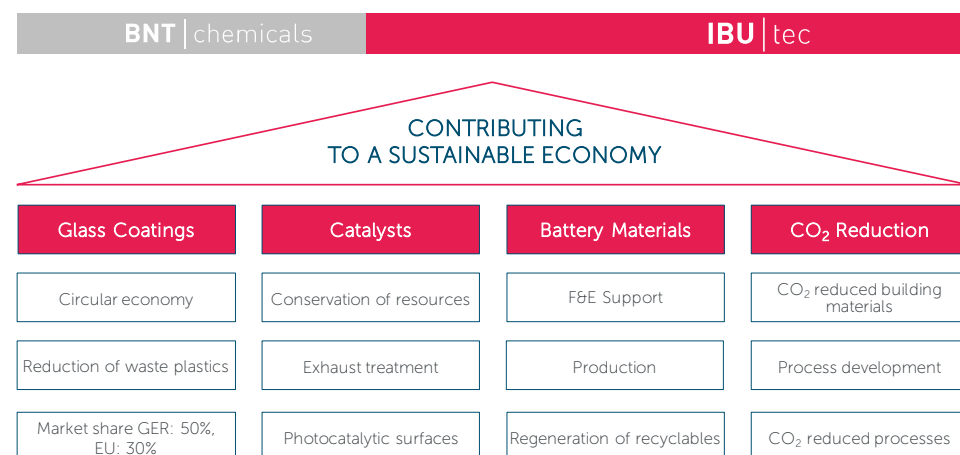 BNT chemicals
IBU tec
CONTRIBUTING
TO A SUSTAINABLE ECONOMY
Glass Coatings
Catalysts
Battery Materials
CO₂ Reduction
Circular economy
Conservation of resources
F&E Support
CO₂ reduced building
materials
Reduction of waste plastics
Exhaust treatment
Production
Process development
Market share GER: 50%,
EU: 30%
Photocatalytic surfaces
Regeneration of recyclables
CO₂ reduced processes